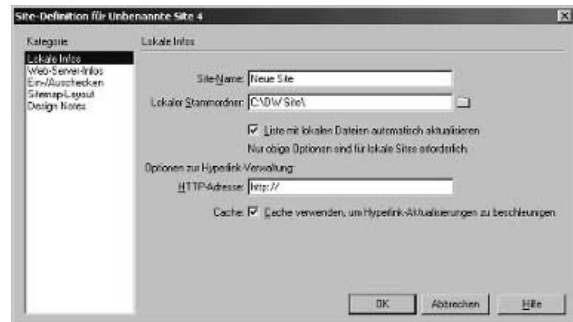 Site-Definition für Unbenannte Site 4
Kategorie
Lokale Infos
Lokale Infos
Web-Server-Infos
Ein-/Auschecken
Sitemap-Layout
Design Notes
Site-Name: Neue Site
Lokaler Stammordner: C:\DW Site\
Liste mit lokalen Dateien automatisch aktualisieren
Nur obige Optionen sind für lokale Sites erforderlich
Optionen zur Hyperlink-Verwaltung:
HTTP-Adresse: http://
Cache: Cache verwenden, um Hyperlink-Aktualisierungen zu beschleunigen
OK
Abbrechen
Hilfe